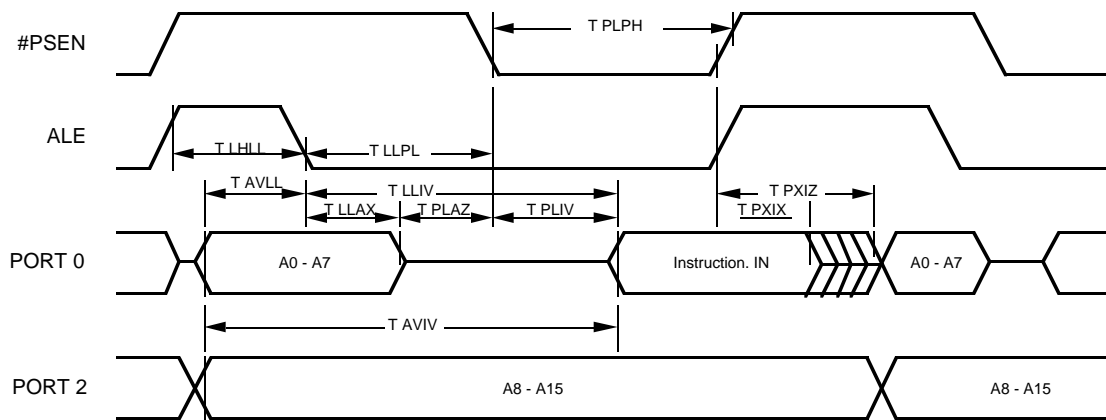 #PSEN
T PLPH
ALE
T LHLL
T LLPL
T AVLL
T LLIV
T PXIZ
T LLAX
T PLAZ
T PLIV
T PXIX
PORT 0
A0 - A7
Instruction. IN
A0 - A7
T AVIV
PORT 2
A8 - A15
A8 - A15